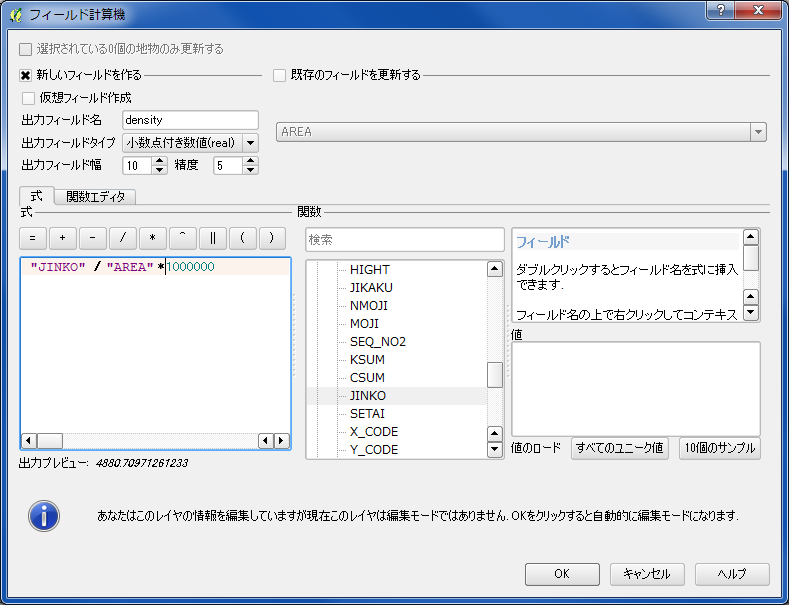 フィールド計算機
選択されている0個の地物のみ更新する
新しいフィールドを作る
既存のフィールドを更新する
仮想フィールド作成
出力フィールド名 density
出力フィールドタイプ 小数点付き数値(real)
AREA
出力フィールド幅 10 精度 5
式 関数エディタ
式
関数
= + - / * ^ || ( )
検索
"JINKO" / "AREA" *1000000
HIGHT
JIKAKU
NMOJI
MOJI
SEQ_NO2
KSUM
CSUM
JINKO
SETAI
X_CODE
Y_CODE
フィールド
ダブルクリックするとフィールド名を式に挿入
できます.
フィールド名の上で右クリックしてコンテキス
値
値のロード すべてのユニーク値 10個のサンプル
出力プレビュー: 4880.70971261233
あなたはこのレイヤの情報を編集していますが現在このレイヤは編集モードではありません. OKをクリックすると自動的に編集モードになります.
OK キャンセル ヘルプ